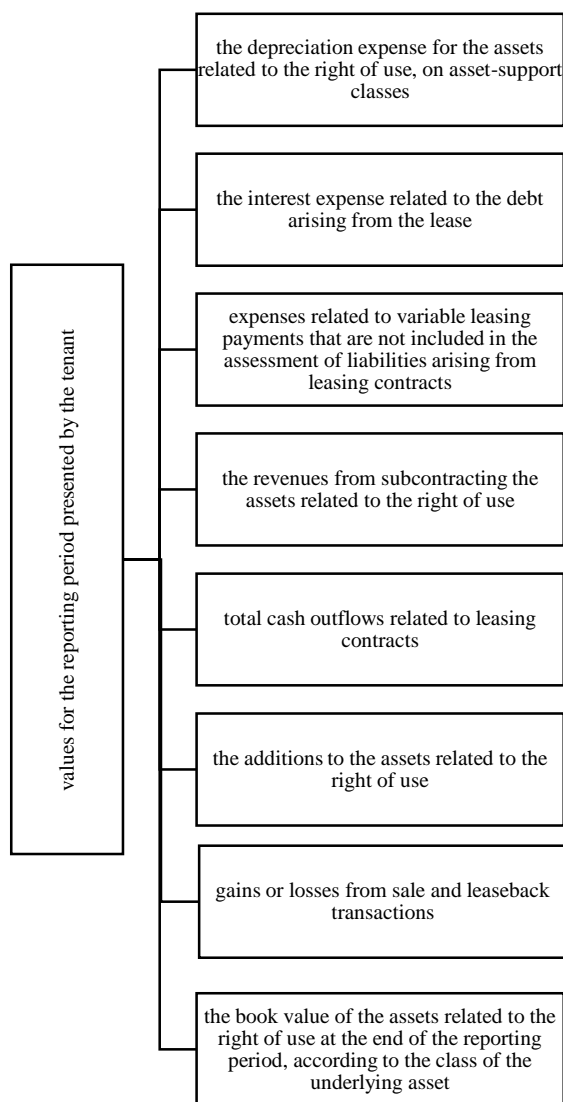 values for the reporting period presented by the tenant
the depreciation expense for the assets
related to the right of use, on asset-support
classes
the interest expense related to the debt
arising from the lease
expenses related to variable leasing
payments that are not included in the
assessment of liabilities arising from
leasing contracts
the revenues from subcontracting the
assets related to the right of use
total cash outflows related to leasing
contracts
the additions to the assets related to the
right of use
gains or losses from sale and leaseback
transactions
the book value of the assets related to the
right of use at the end of the reporting
period, according to the class of the
underlying asset